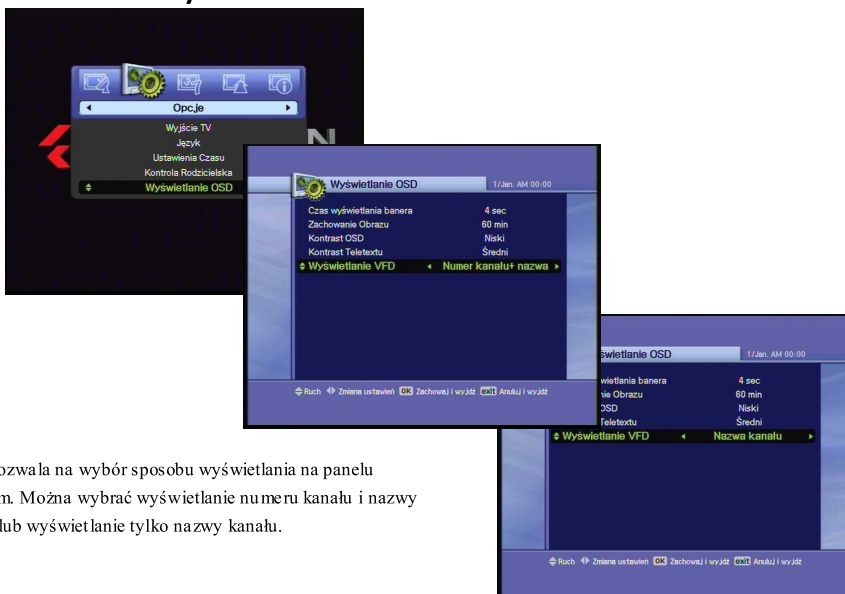 Opcje
Wyjście TV
Język
Ustawienia Czasu
Kontrola Rodzicielska
Wyświetlanie OSD
N
Wyświetlanie OSD
1/Jan. AM 00:00
Czas wyświetlania banera 4 sec
Zachowanie Obrazu 60 min
Kontrast OSD Niski
Kontrast Teletextu Średni
Wyświetlanie VFD Numer kanału+ nazwa
Ruch Zmiana ustawień OK Zachowaj i wyjdź exit Anuluj i wyjdź
świetlanie OSD
1/Jan. AM 00:00
wietlania banera 4 sec
nie Obrazu 60 min
OSD Niski
Teletextu Średni
Wyświetlanie VFD Nazwa kanału
Ruch Zmiana ustawień OK Zachowaj i wyjdź exit Anuluj i wyjdź
ozwala na wybór sposobu wyświetlania na panelu
m. Można wybrać wyświetlanie numeru kanału i nazwy
lub wyświetlanie tylko nazwy kanału.